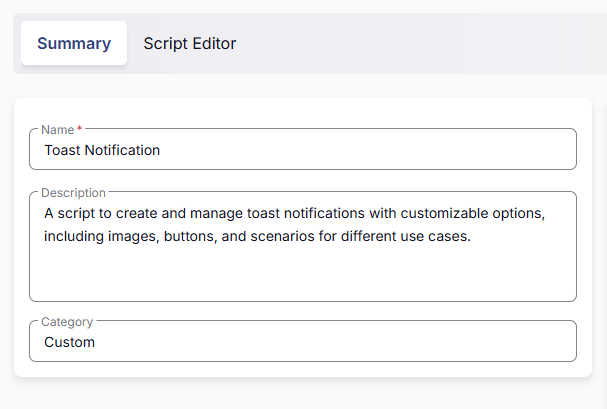 Summary
Script Editor
Name *
Toast Notification
Description
A script to create and manage toast notifications with customizable options,
including images, buttons, and scenarios for different use cases.
Category
Custom